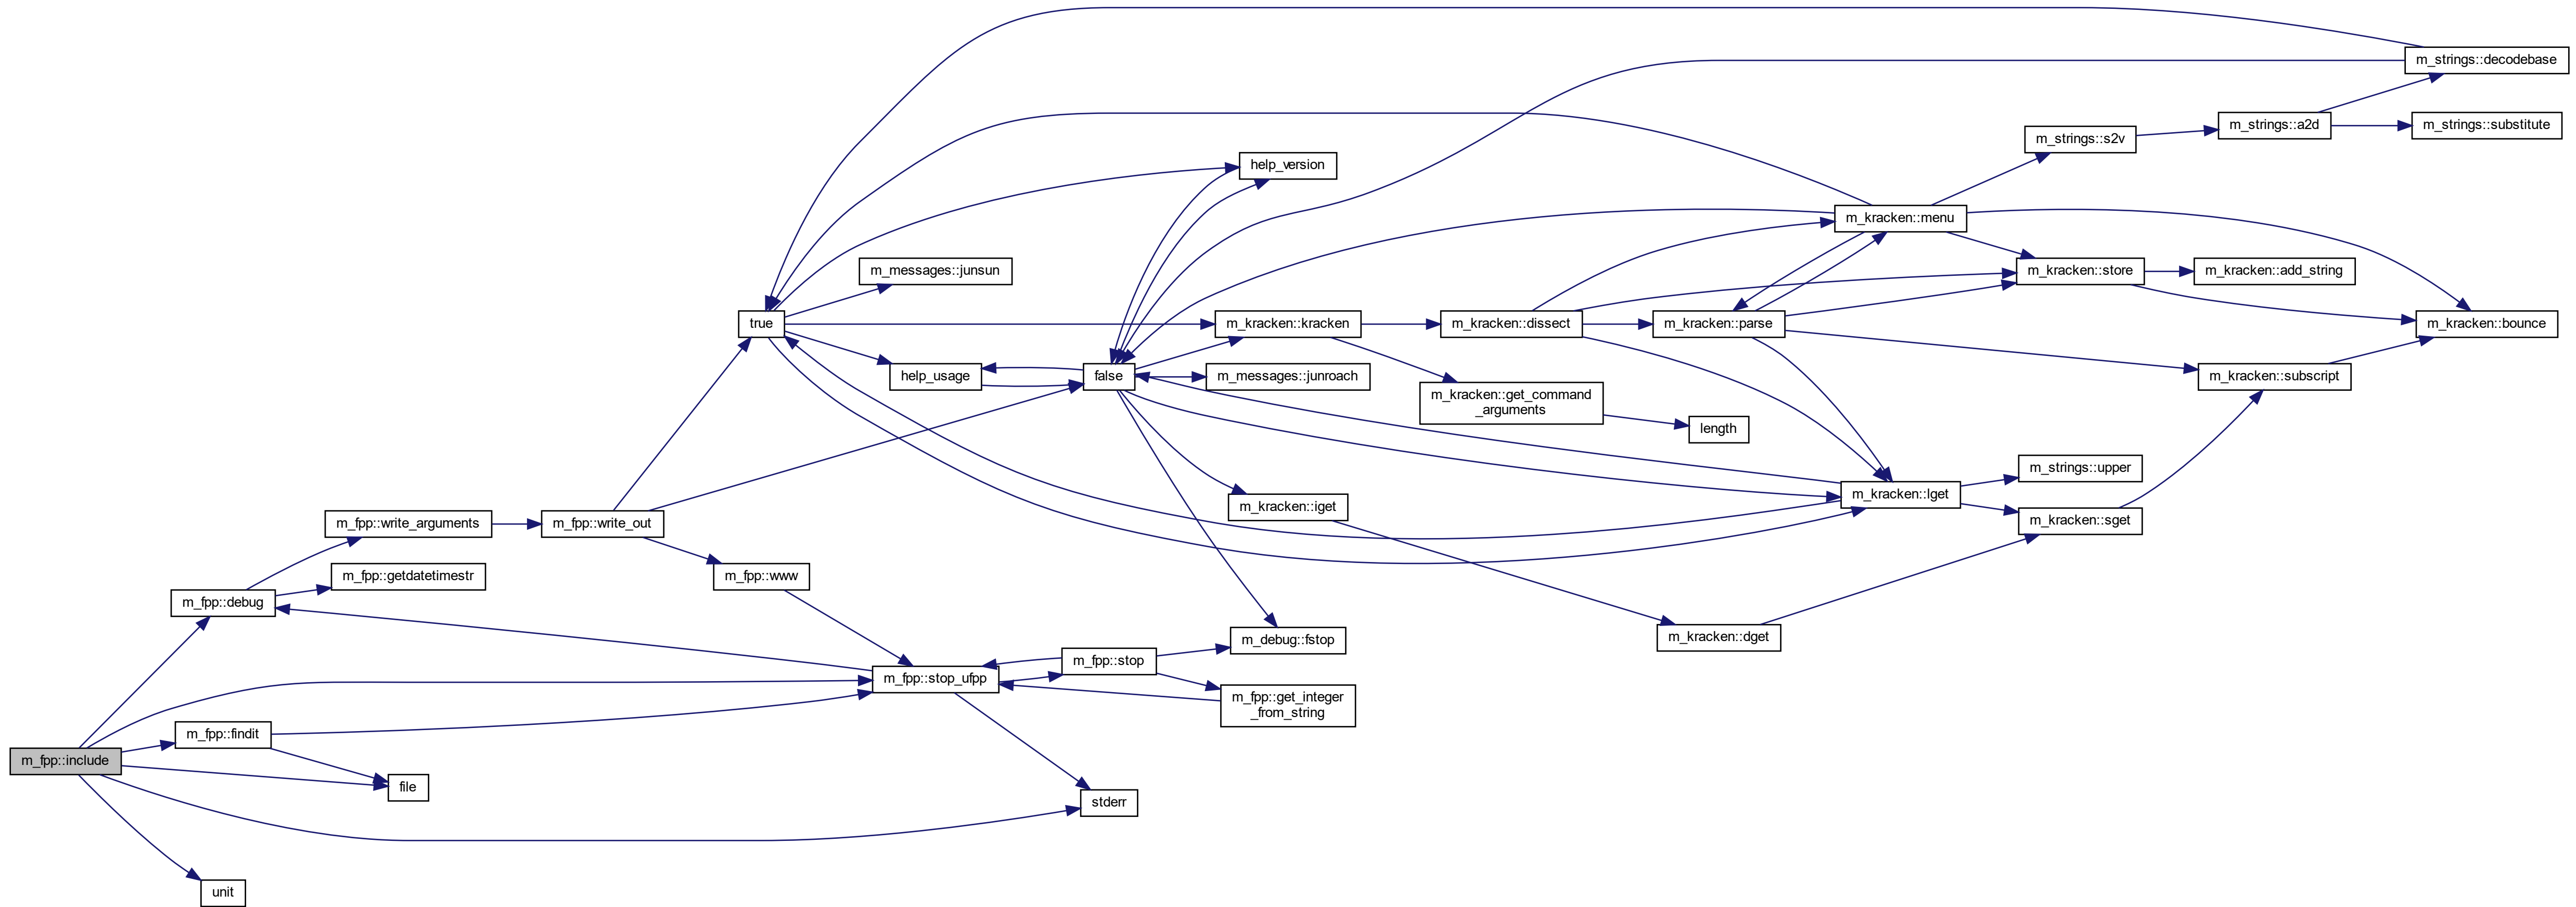 m_strings::decodebase
m_strings::a2d
m_strings::substitute
m_strings::s2v
help_version
m_kracken::menu
m_messages::junsun
m_kracken::store
m_kracken::add_string
true
m_kracken::kracken
m_kracken::dissect
m_kracken::parse
m_kracken::bounce
help_usage
false
m_messages::junroach
m_kracken::subscript
m_kracken::get_command
_arguments
length
m_strings::upper
m_kracken::lget
m_kracken::iget
m_kracken::sget
m_fpp::write_arguments
m_fpp::write_out
m_fpp::getdatetimestr
m_fpp::www
m_fpp::debug
m_debug::fstop
m_kracken::dget
m_fpp::stop
m_fpp::stop_ufpp
m_fpp::get_integer
_from_string
m_fpp::findit
m_fpp::include
file
stderr
unit